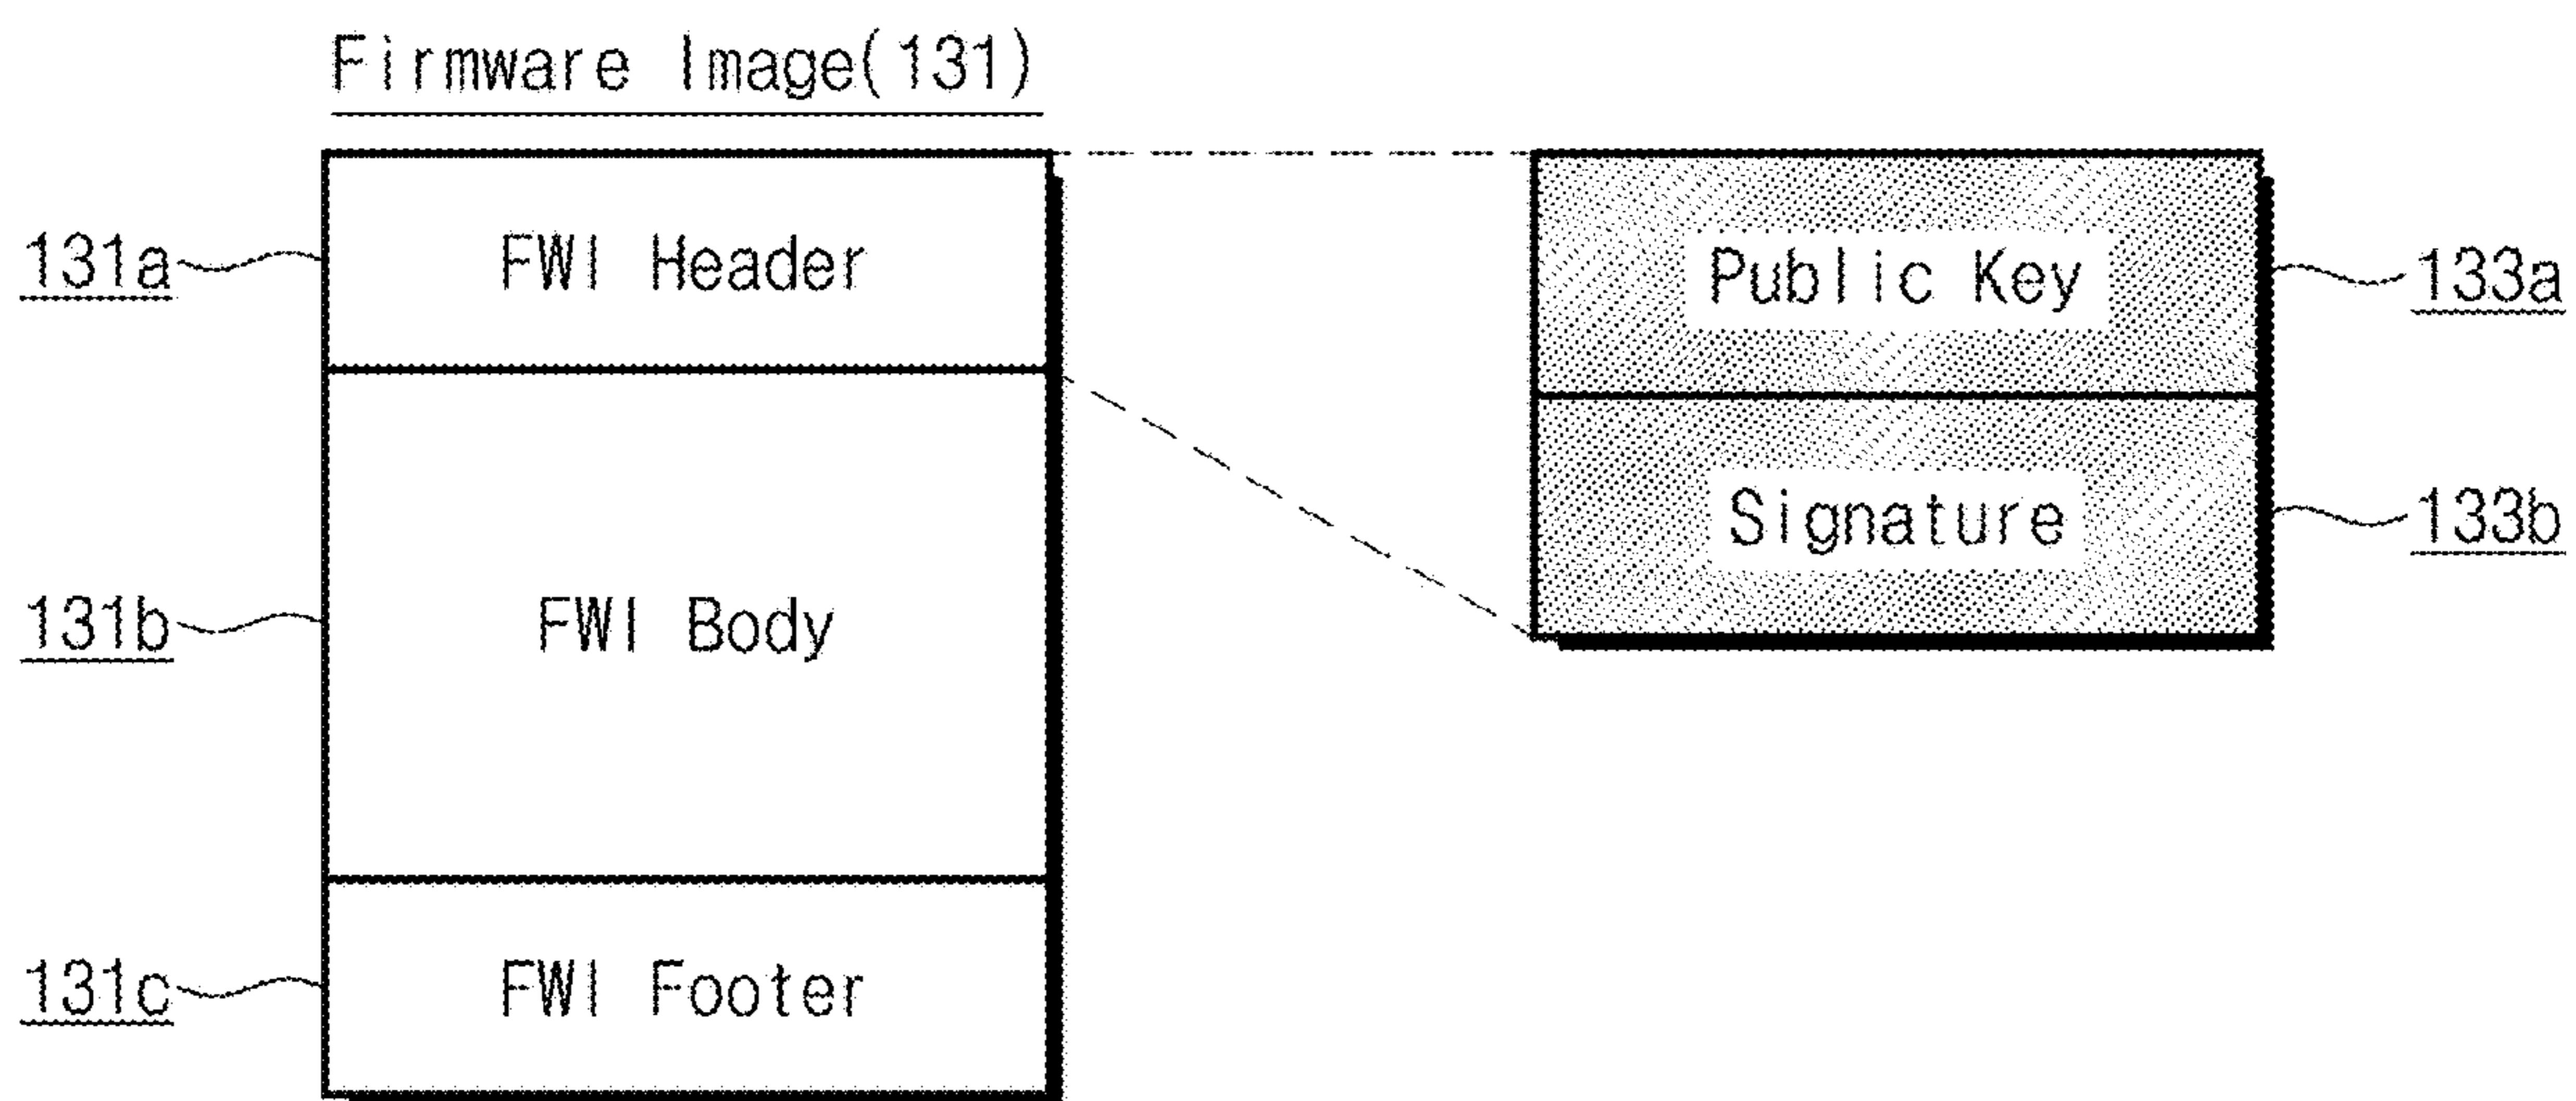 Firmware Image(131)
131a
FWI Header
131b
FWI Body
131c
FWI Footer
Public Key
133a
Signature
133b